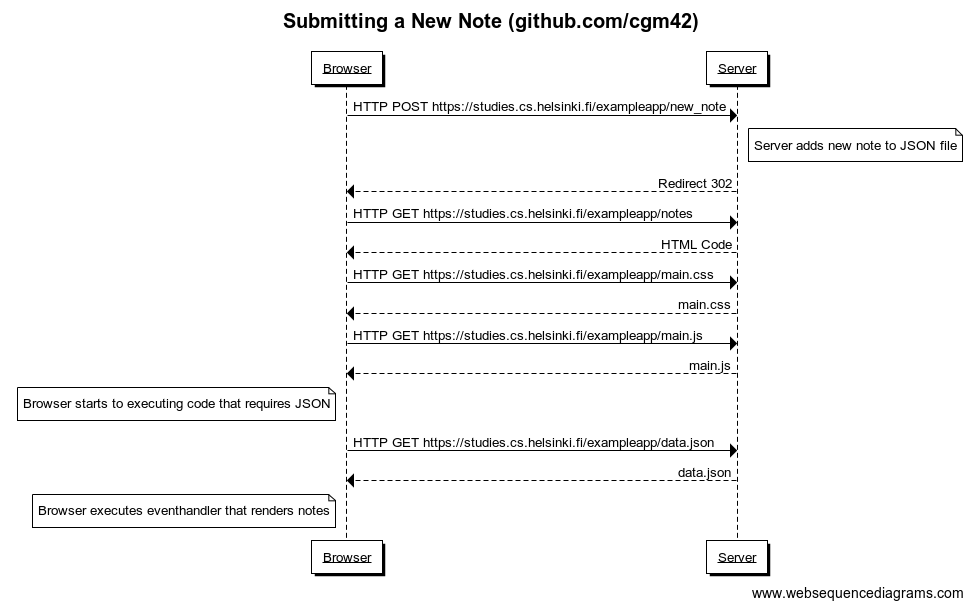 Submitting a New Note (github.com/cgm42)
Browser
Server
HTTP POST https://studies.cs.helsinki.fi/exampleapp/new_note
Server adds new note to JSON file
Redirect 302
HTTP GET https://studies.cs.helsinki.fi/exampleapp/notes
HTML Code
HTTP GET https://studies.cs.helsinki.fi/exampleapp/main.css
main.css
HTTP GET https://studies.cs.helsinki.fi/exampleapp/main.js
main.js
Browser starts to executing code that requires JSON
HTTP GET https://studies.cs.helsinki.fi/exampleapp/data.json
data.json
Browser executes eventhandler that renders notes
Browser
Server
www.websequencediagrams.com